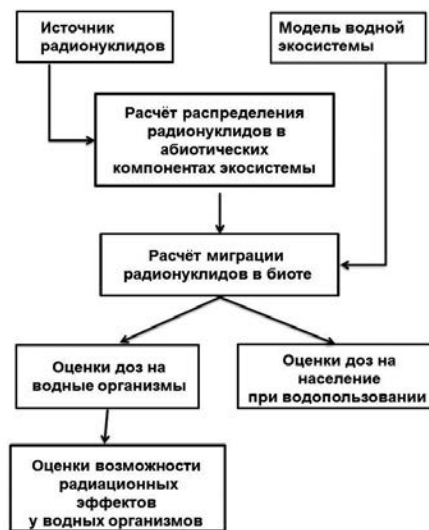 Источник
радионуклидов
Модель водной
экосистемы
Расчёт распределения
радионуклидов в
абиотических
компонентах экосистемы
Расчёт миграции
радионуклидов в биоте
Оценки доз на
водные организмы
Оценки доз на
население
при водопользовании
Оценки возможности
радиационных
эффектов
у водных организмов